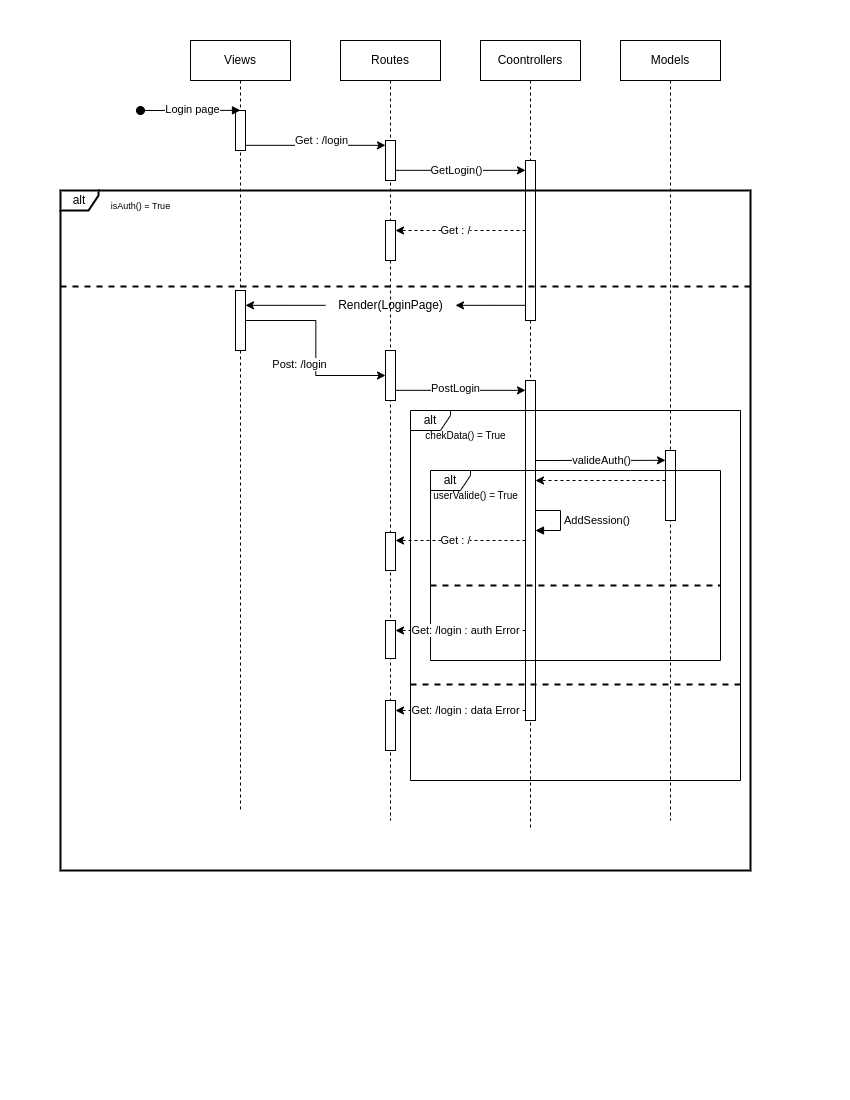 Views
Routes
Coontrollers
Models
Login page
Get : /login
GetLogin()
alt
isAuth() = True
Get : /
Render(LoginPage)
Post: /login
PostLogin
alt
chekData() = True
valideAuth()
alt
userValide() = True
AddSession()
Get : /
Get: /login : auth Error
Get: /login : data Error